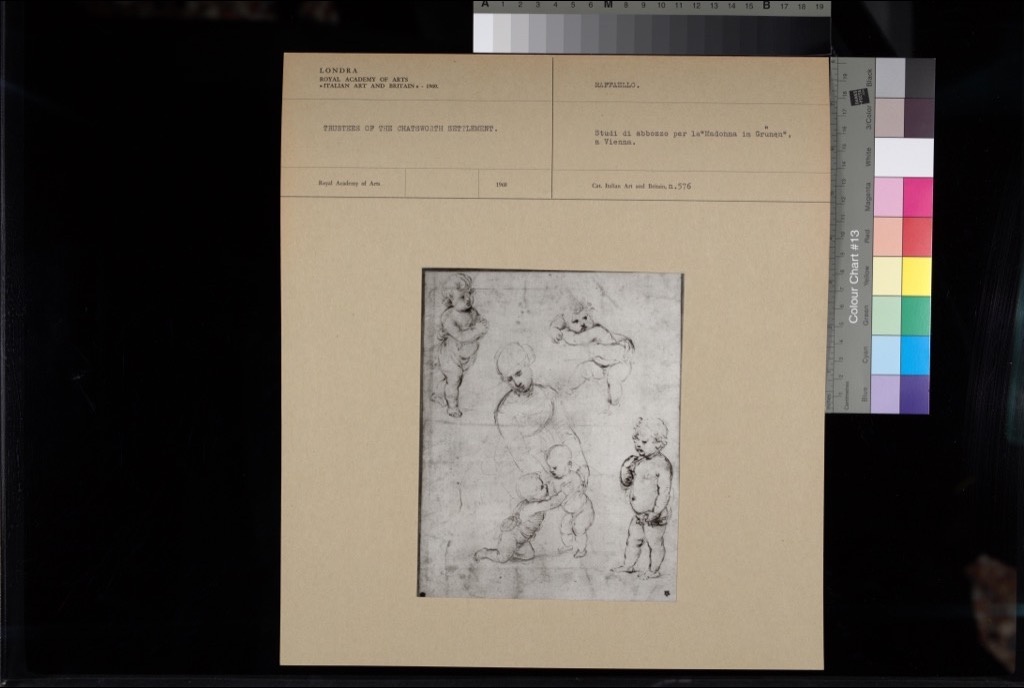 A 1 2 3 4 5 6 M 8 9 10 11 12 13 14 15 B 17 18 19
LONDRA
ROYAL ACADEMY OF ARTS
«ITALIAN ART AND BRITAIN» - 1960.
RAFFAELLO.
TRUSTEES OF THE CHATSWORTH SETTLEMENT.
Studi di abbozzo per la"Madonna im Grünen",
a Vienna.
Royal Academy of Arts.
1960
Cat. Italian Art and Britain, n.576
Colour Chart #13
Black
3/Color
White
Magenta
Red
Yellow
Green
Cyan
Blue
Centimetres